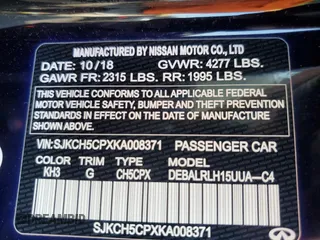 MANUFACTURED BY NISSAN MOTOR CO., LTD
DATE: 10/18 GVWR: 4277 LBS.
GAWR FR: 2315 LBS. RR: 1995 LBS.
THIS VEHICLE CONFORMS TO ALL APPLICABLE FEDERAL
MOTOR VEHICLE SAFETY, BUMPER AND THEFT PREVENTION
STANDARDS IN EFFECT ON THE DATE OF MANUFACTURE
SHOWN ABOVE.
VIN:SJKCH5CPXKA008371 PASSENGER CAR
COLOR TRIM MODEL
KH3 G CH5CPX DEBALRLH15UUA-C4
SJKCH5CPXKA008371